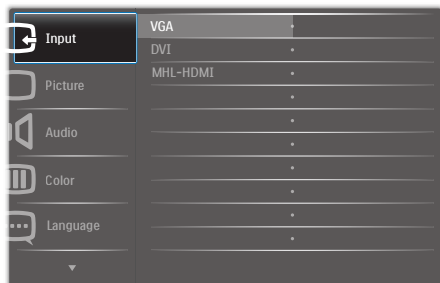 Input
Picture
Audio
Color
Language
VGA
DVI
MHL-HDMI